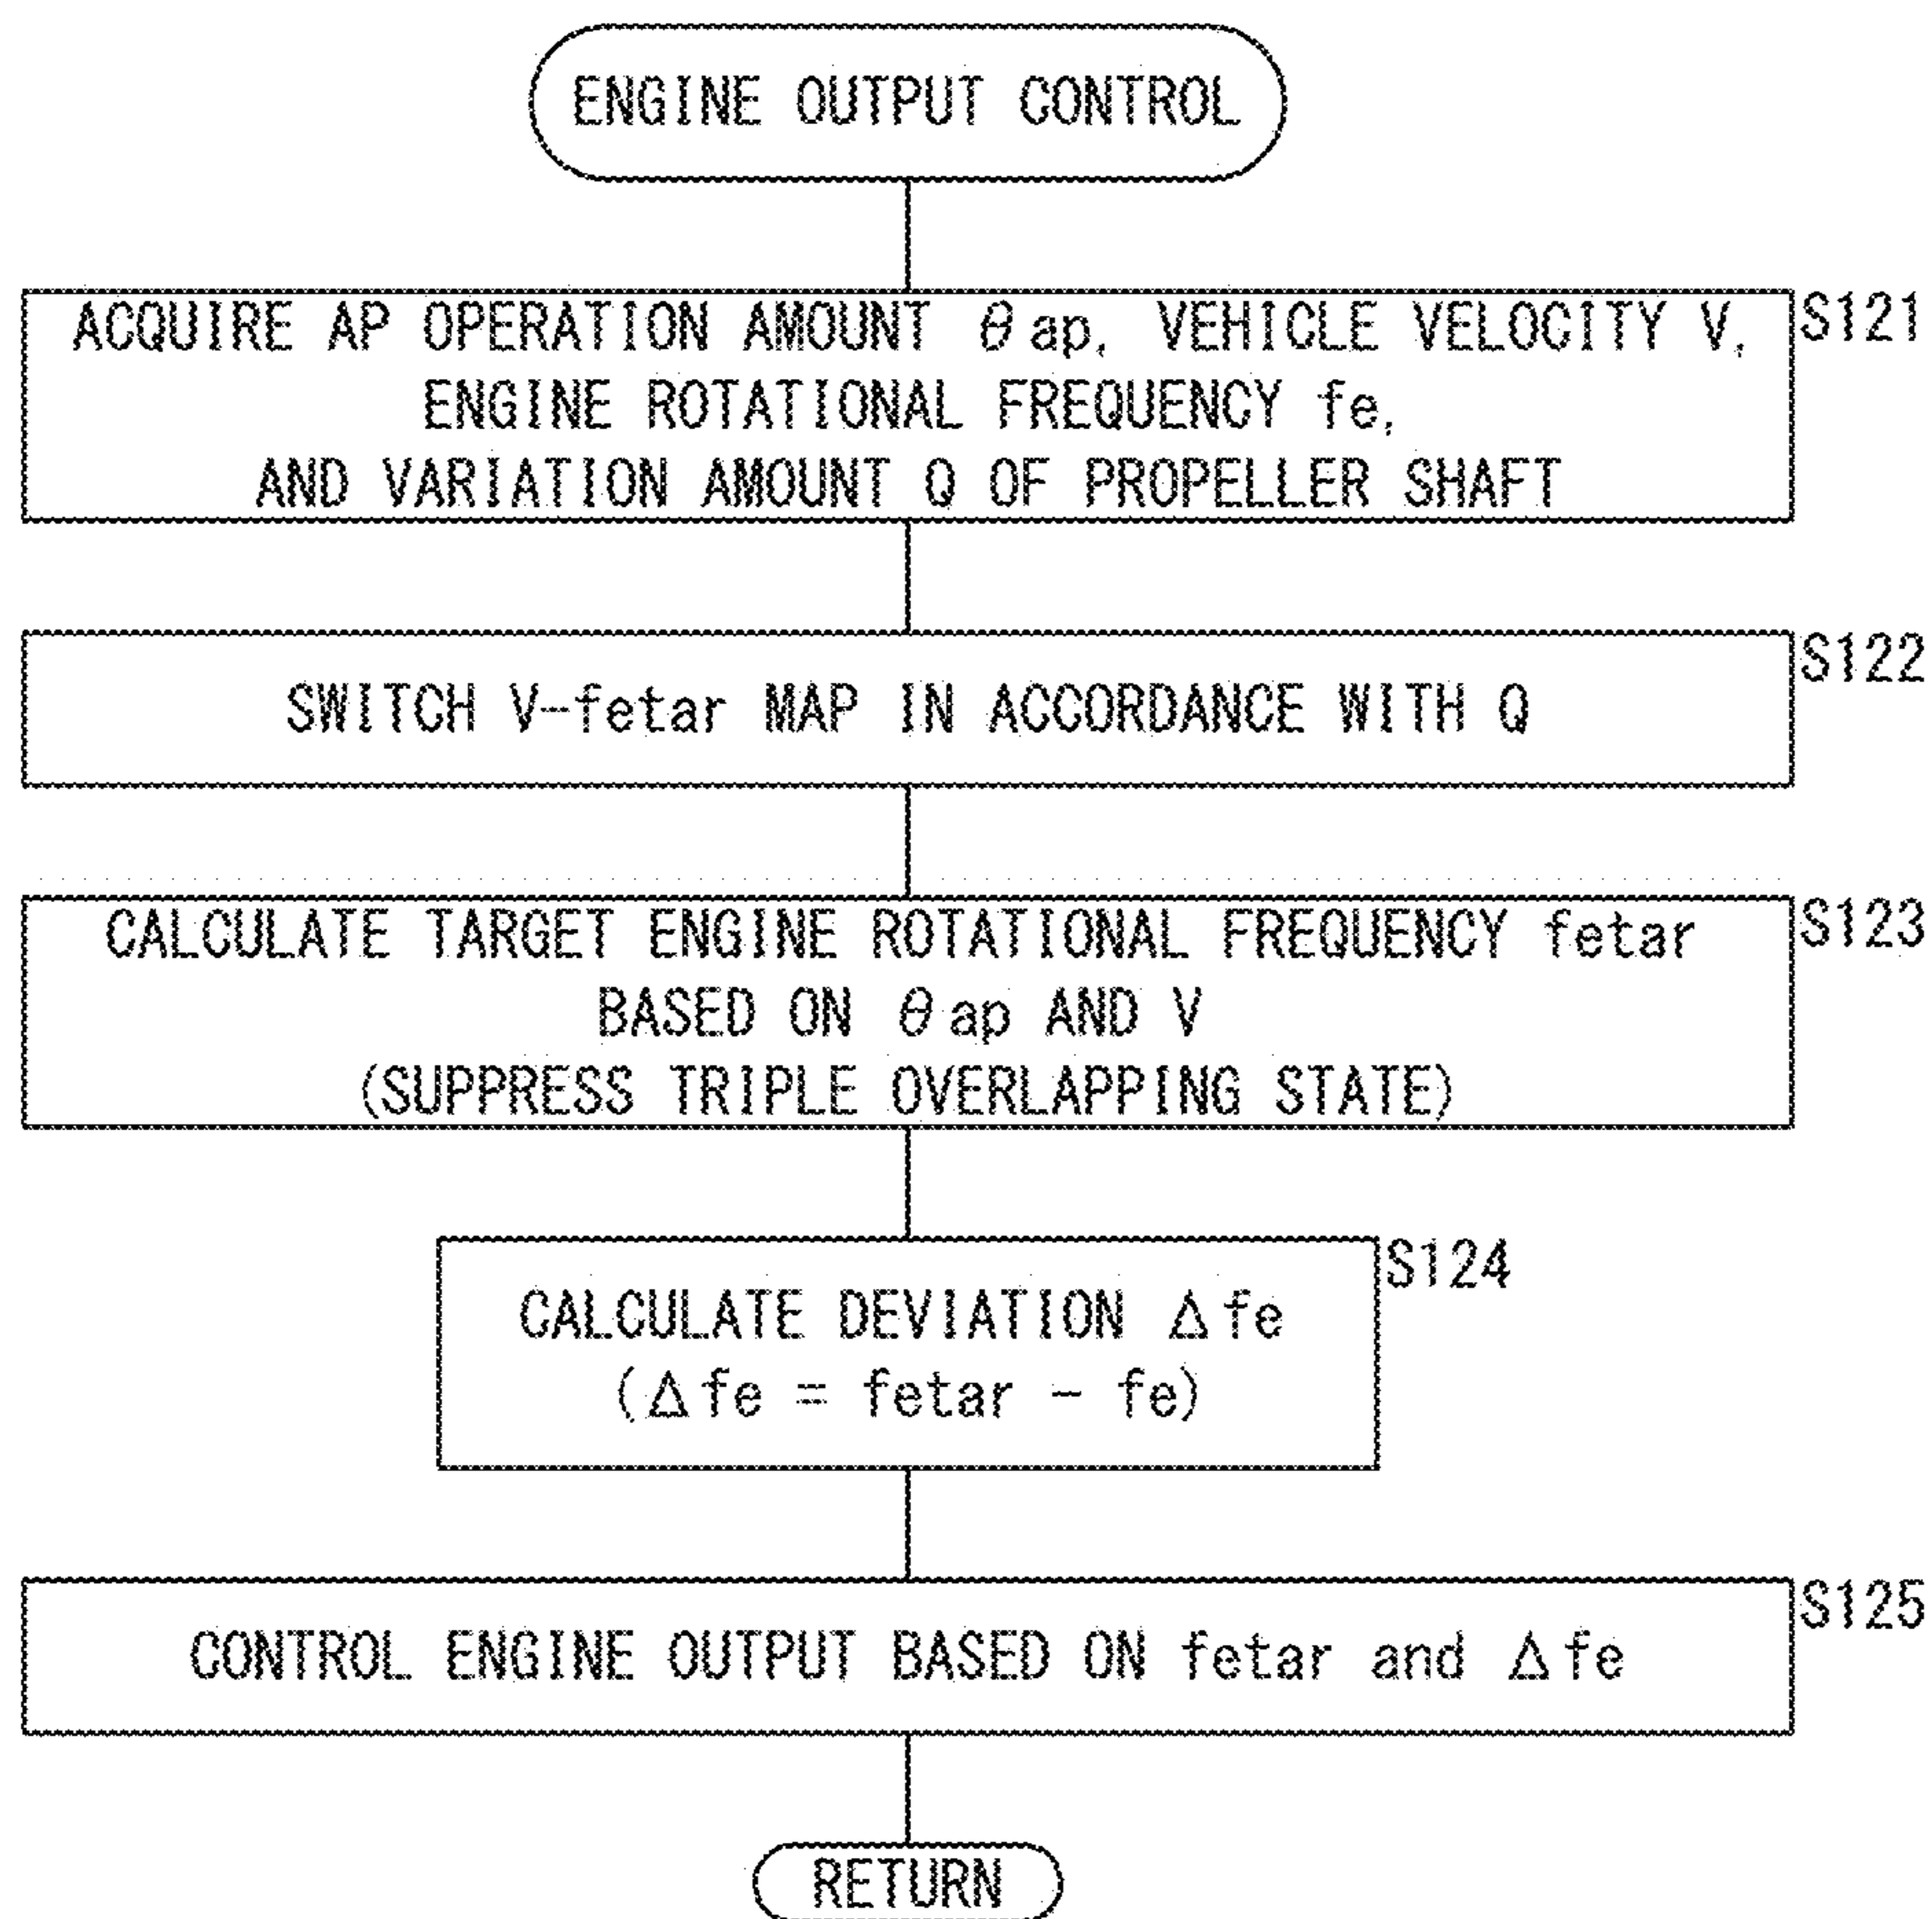 ENGINE OUTPUT CONTROL
ACQUIRE AP OPERATION AMOUNT θap, VEHICLE VELOCITY V,
ENGINE ROTATIONAL FREQUENCY fe,
AND VARIATION AMOUNT Q OF PROPELLER SHAFT
S121
SWITCH V-fetar MAP IN ACCORDANCE WITH Q
S122
CALCULATE TARGET ENGINE ROTATIONAL FREQUENCY fetar
BASED ON θap AND V
(SUPPRESS TRIPLE OVERLAPPING STATE)
S123
CALCULATE DEVIATION Δfe
(Δfe = fetar - fe)
S124
CONTROL ENGINE OUTPUT BASED ON fetar and Δfe
S125
RETURN